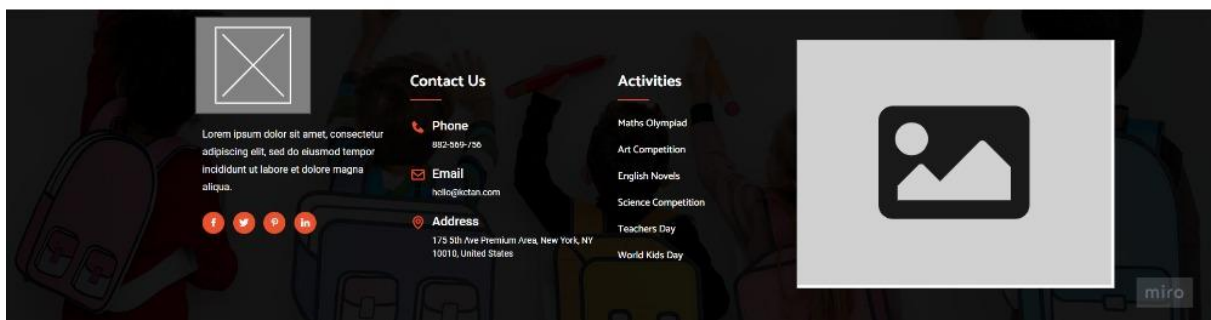 Lorem ipsum dolor sit amet, consectetur
adipiscing elit, sed do eiusmod tempor
incididunt ut labore et dolore magna
aliqua.
Contact Us
Phone
882-569-756
Email
hello@kctan.com
Address
175 5th Ave Premium Area, New York, NY
10010, United States
Activities
Maths Olympiad
Art Competition
English Novels
Science Competition
Teachers Day
World Kids Day
miro